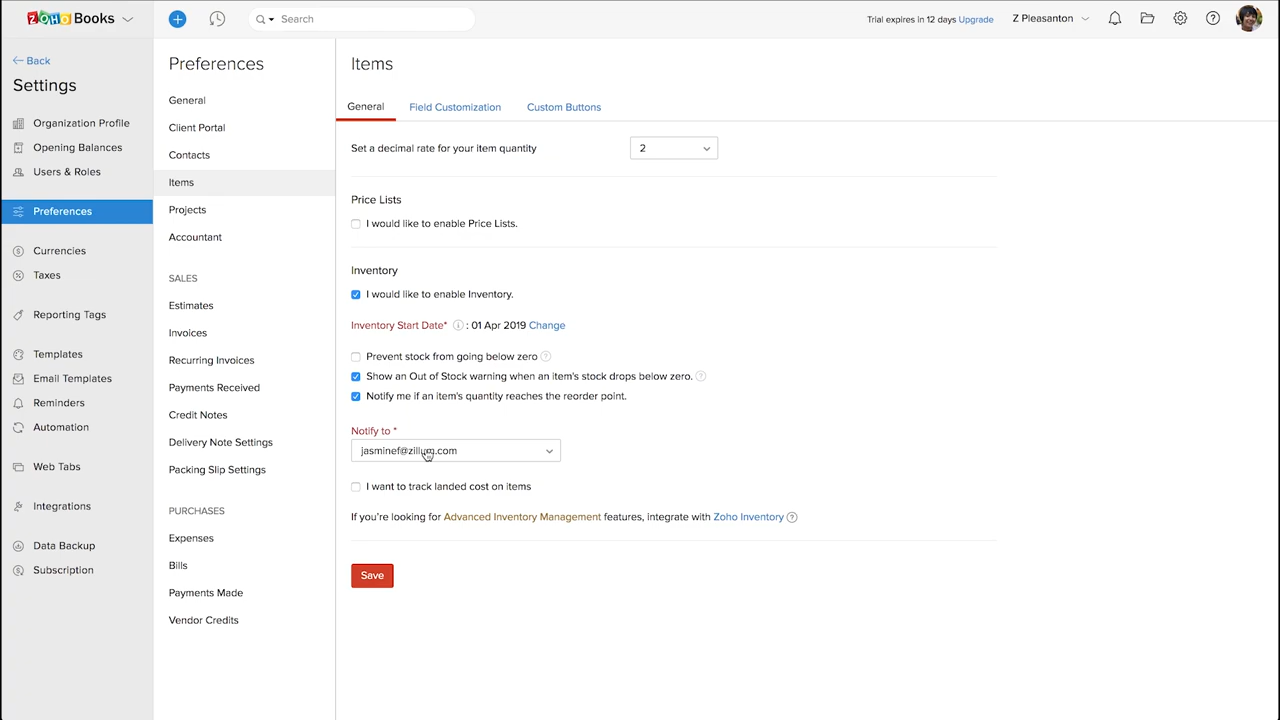 ZOHO Books
Search
Trial expires in 12 days Upgrade
Z Pleasanton
Back
Settings
Organization Profile
Opening Balances
Users & Roles
Preferences
Currencies
Taxes
Reporting Tags
Templates
Email Templates
Reminders
Automation
Web Tabs
Integrations
Data Backup
Subscription
Preferences
General
Client Portal
Contacts
Items
Projects
Accountant
SALES
Estimates
Invoices
Recurring Invoices
Payments Received
Credit Notes
Delivery Note Settings
Packing Slip Settings
PURCHASES
Expenses
Bills
Payments Made
Vendor Credits
Items
General Field Customization Custom Buttons
Set a decimal rate for your item quantity 2
Price Lists
I would like to enable Price Lists.
Inventory
I would like to enable Inventory.
Inventory Start Date* : 01 Apr 2019 Change
Prevent stock from going below zero
Show an Out of Stock warning when an item's stock drops below zero.
Notify me if an item's quantity reaches the reorder point.
Notify to *
jasminef@zillum.com
I want to track landed cost on items
If you're looking for Advanced Inventory Management features, integrate with Zoho Inventory
Save